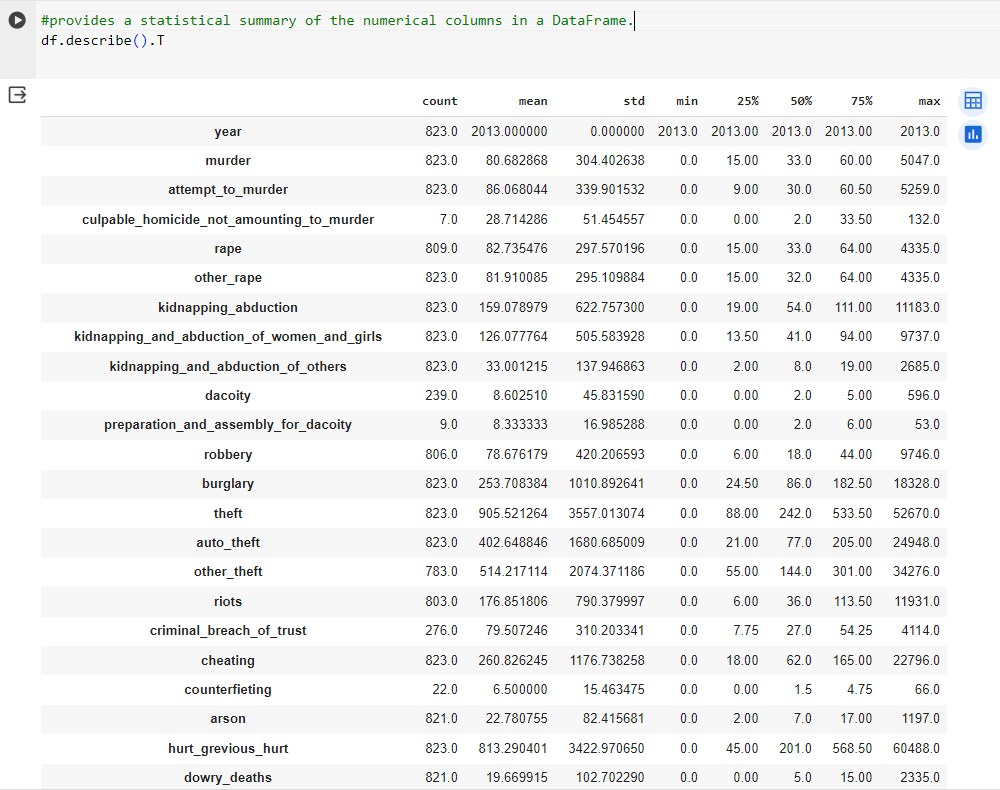 #provides a statistical summary of the numerical columns in a DataFrame.
df.describe().T
count mean std min 25% 50% 75% max
year 823.0 2013.000000 0.000000 2013.0 2013.00 2013.0 2013.00 2013.0
murder 823.0 80.682868 304.402638 0.0 15.00 33.0 60.00 5047.0
attempt_to_murder 823.0 86.068044 339.901532 0.0 9.00 30.0 60.50 5259.0
culpable_homicide_not_amounting_to_murder 7.0 28.714286 51.454557 0.0 0.00 2.0 33.50 132.0
rape 809.0 82.735476 297.570196 0.0 15.00 33.0 64.00 4335.0
other_rape 823.0 81.910085 295.109884 0.0 15.00 32.0 64.00 4335.0
kidnapping_abduction 823.0 159.078979 622.757300 0.0 19.00 54.0 111.00 11183.0
kidnapping_and_abduction_of_women_and_girls 823.0 126.077764 505.583928 0.0 13.50 41.0 94.00 9737.0
kidnapping_and_abduction_of_others 823.0 33.001215 137.946863 0.0 2.00 8.0 19.00 2685.0
dacoity 239.0 8.602510 45.831590 0.0 0.00 2.0 5.00 596.0
preparation_and_assembly_for_dacoity 9.0 8.333333 16.985288 0.0 0.00 2.0 6.00 53.0
robbery 806.0 78.676179 420.206593 0.0 6.00 18.0 44.00 9746.0
burglary 823.0 253.708384 1010.892641 0.0 24.50 86.0 182.50 18328.0
theft 823.0 905.521264 3557.013074 0.0 88.00 242.0 533.50 52670.0
auto_theft 823.0 402.648846 1680.685009 0.0 21.00 77.0 205.00 24948.0
other_theft 783.0 514.217114 2074.371186 0.0 55.00 144.0 301.00 34276.0
riots 803.0 176.851806 790.379997 0.0 6.00 36.0 113.50 11931.0
criminal_breach_of_trust 276.0 79.507246 310.203341 0.0 7.75 27.0 54.25 4114.0
cheating 823.0 260.826245 1176.738258 0.0 18.00 62.0 165.00 22796.0
counterfieting 22.0 6.500000 15.463475 0.0 0.00 1.5 4.75 66.0
arson 821.0 22.780755 82.415681 0.0 2.00 7.0 17.00 1197.0
hurt_grevious_hurt 823.0 813.290401 3422.970650 0.0 45.00 201.0 568.50 60488.0
dowry_deaths 821.0 19.669915 102.702290 0.0 0.00 5.0 15.00 2335.0